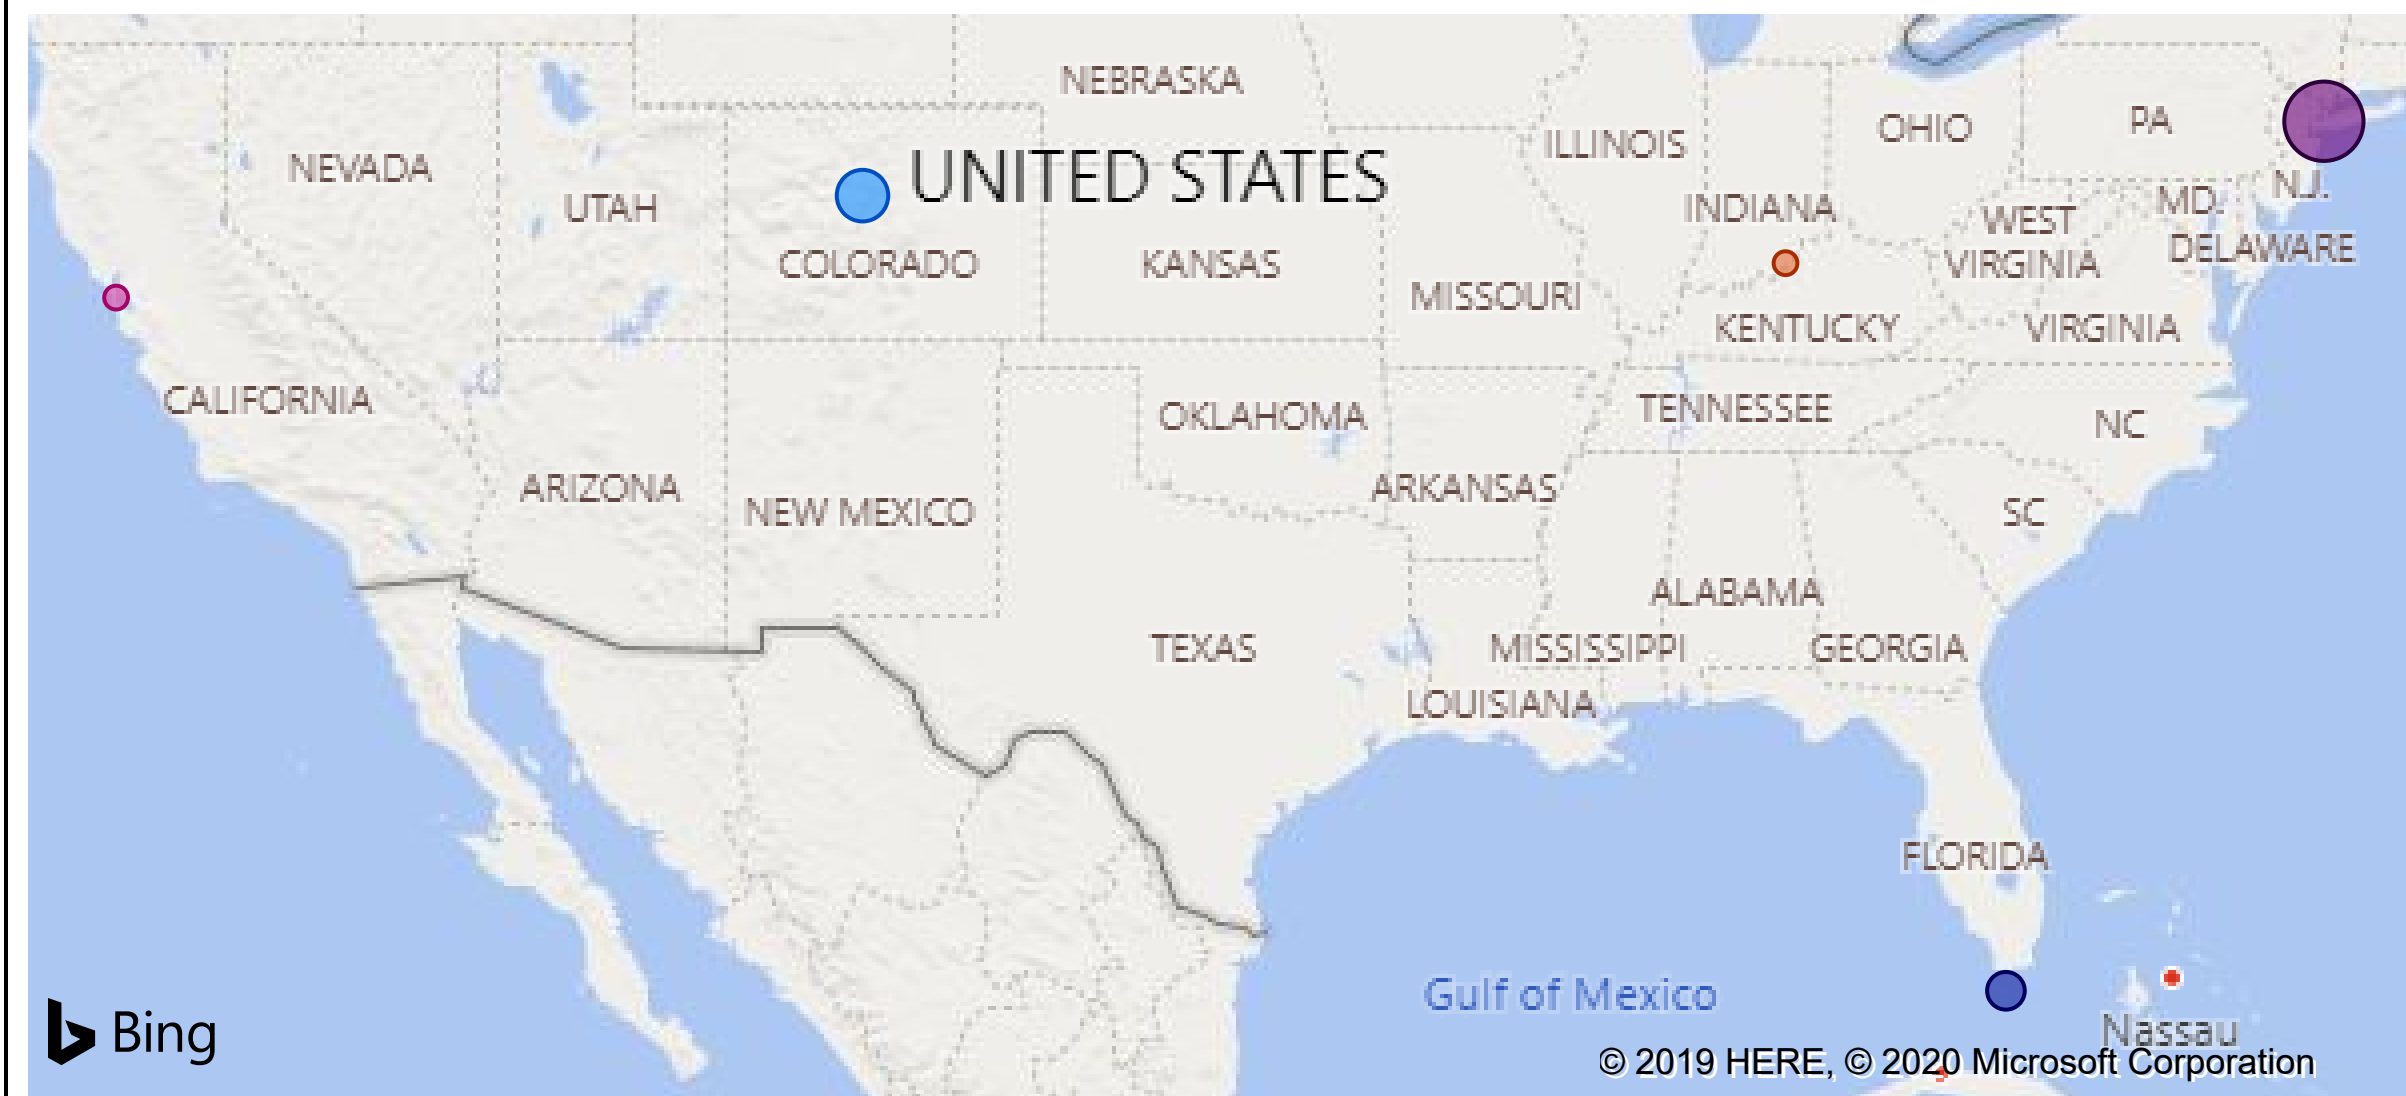 NEBRASKA
OHIO
PA
ILLINOIS
NEVADA
UNITED STATES
N.J.
UTAH
INDIANA
MD.
WEST
VIRGINIA
DELAWARE
COLORADO
KANSAS
MISSOURI
KENTUCKY
VIRGINIA
CALIFORNIA
OKLAHOMA
TENNESSEE
NC
ARIZONA
NEW MEXICO
ARKANSAS
SC
ALABAMA
TEXAS
MISSISSIPPI
GEORGIA
LOUISIANA
FLORIDA
Gulf of Mexico
Nassau
Bing
© 2019 HERE, © 2020 Microsoft Corporation